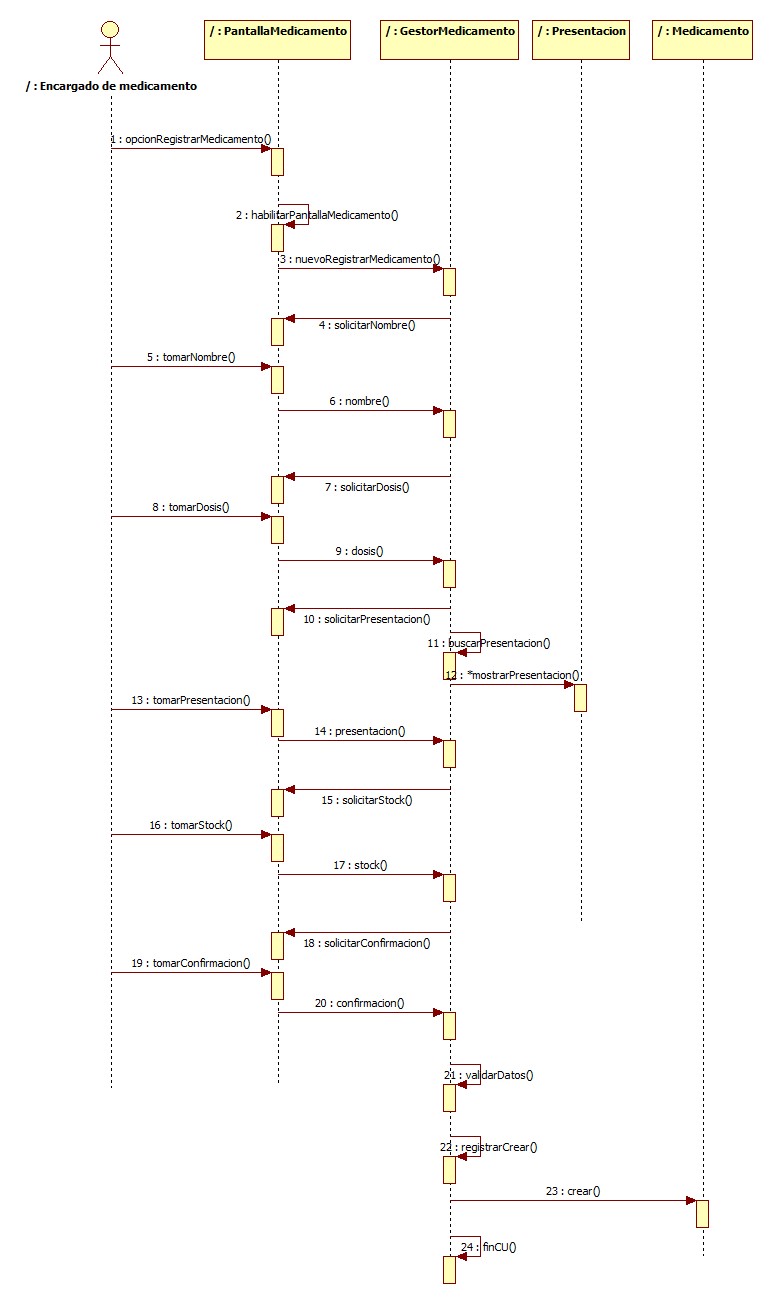 / : PantallaMedicamento
/ : GestorMedicamento
/ : Presentacion
/ : Medicamento
/ : Encargado de medicamento
1 : opcionRegistrarMedicamento()
2 : habilitarPantallaMedicamento()
3 : nuevoRegistrarMedicamento()
4 : solicitarNombre()
5 : tomarNombre()
6 : nombre()
7 : solicitarDosis()
8 : tomarDosis()
9 : dosis()
10 : solicitarPresentacion()
11 : buscarPresentacion()
12 : *mostrarPresentacion()
13 : tomarPresentacion()
14 : presentacion()
15 : solicitarStock()
16 : tomarStock()
17 : stock()
18 : solicitarConfirmacion()
19 : tomarConfirmacion()
20 : confirmacion()
21 : validarDatos()
22 : registrarCrear()
23 : crear()
24 : finCU()